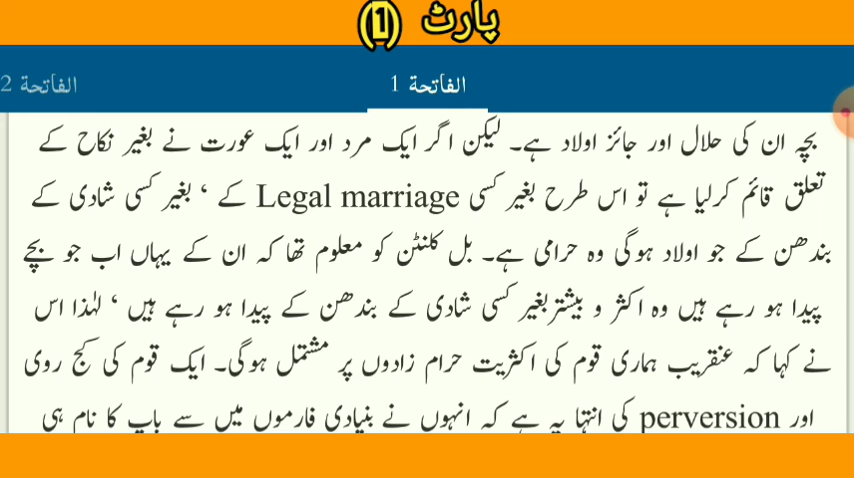 پارٹ (1)
الفاتحة 1
الفاتحة 2
بچہ ان کی حلال اور جائز اولاد ہے۔ لیکن اگر ایک مرد اور ایک عورت نے بغیر نکاح کے
تعلق قائم کرلیا ہے تو اس طرح بغیر کسی Legal marriage کے ‘ بغیر کسی شادی کے
بندھن کے جو اولاد ہوگی وہ حرامی ہے۔ بل کلنٹن کو معلوم تھا کہ ان کے یہاں اب جو بچے
پیدا ہو رہے ہیں وہ اکثر و بیشتربغیر کسی شادی کے بندھن کے پیدا ہو رہے ہیں ‘ لہٰذا اس
نے کہا کہ عنقریب ہماری قوم کی اکثریت حرام زادوں پر مشتمل ہوگی۔ ایک قوم کی کج روی
اور perversion کی انتہا یہ ہے کہ انہوں نے بنیادی فارموں میں سے باپ کا نام ہی